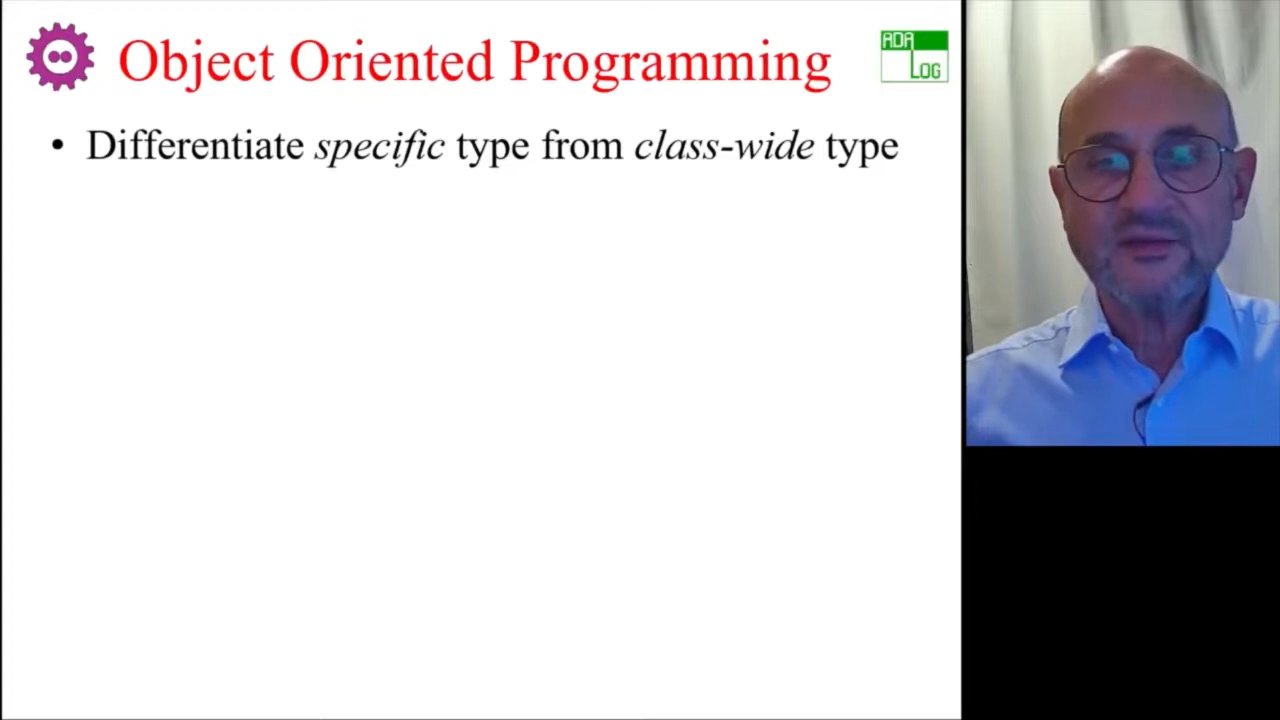 Object Oriented Programming
ADA
LOG
• Differentiate specific type from class-wide type